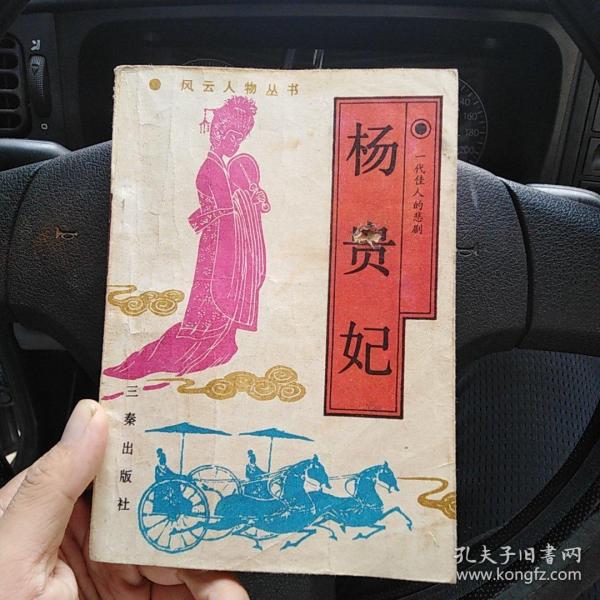 风云人物丛书
杨贵妃
一代佳人的悲剧
三秦出版社
孔夫子旧書网
www.kongfz.com